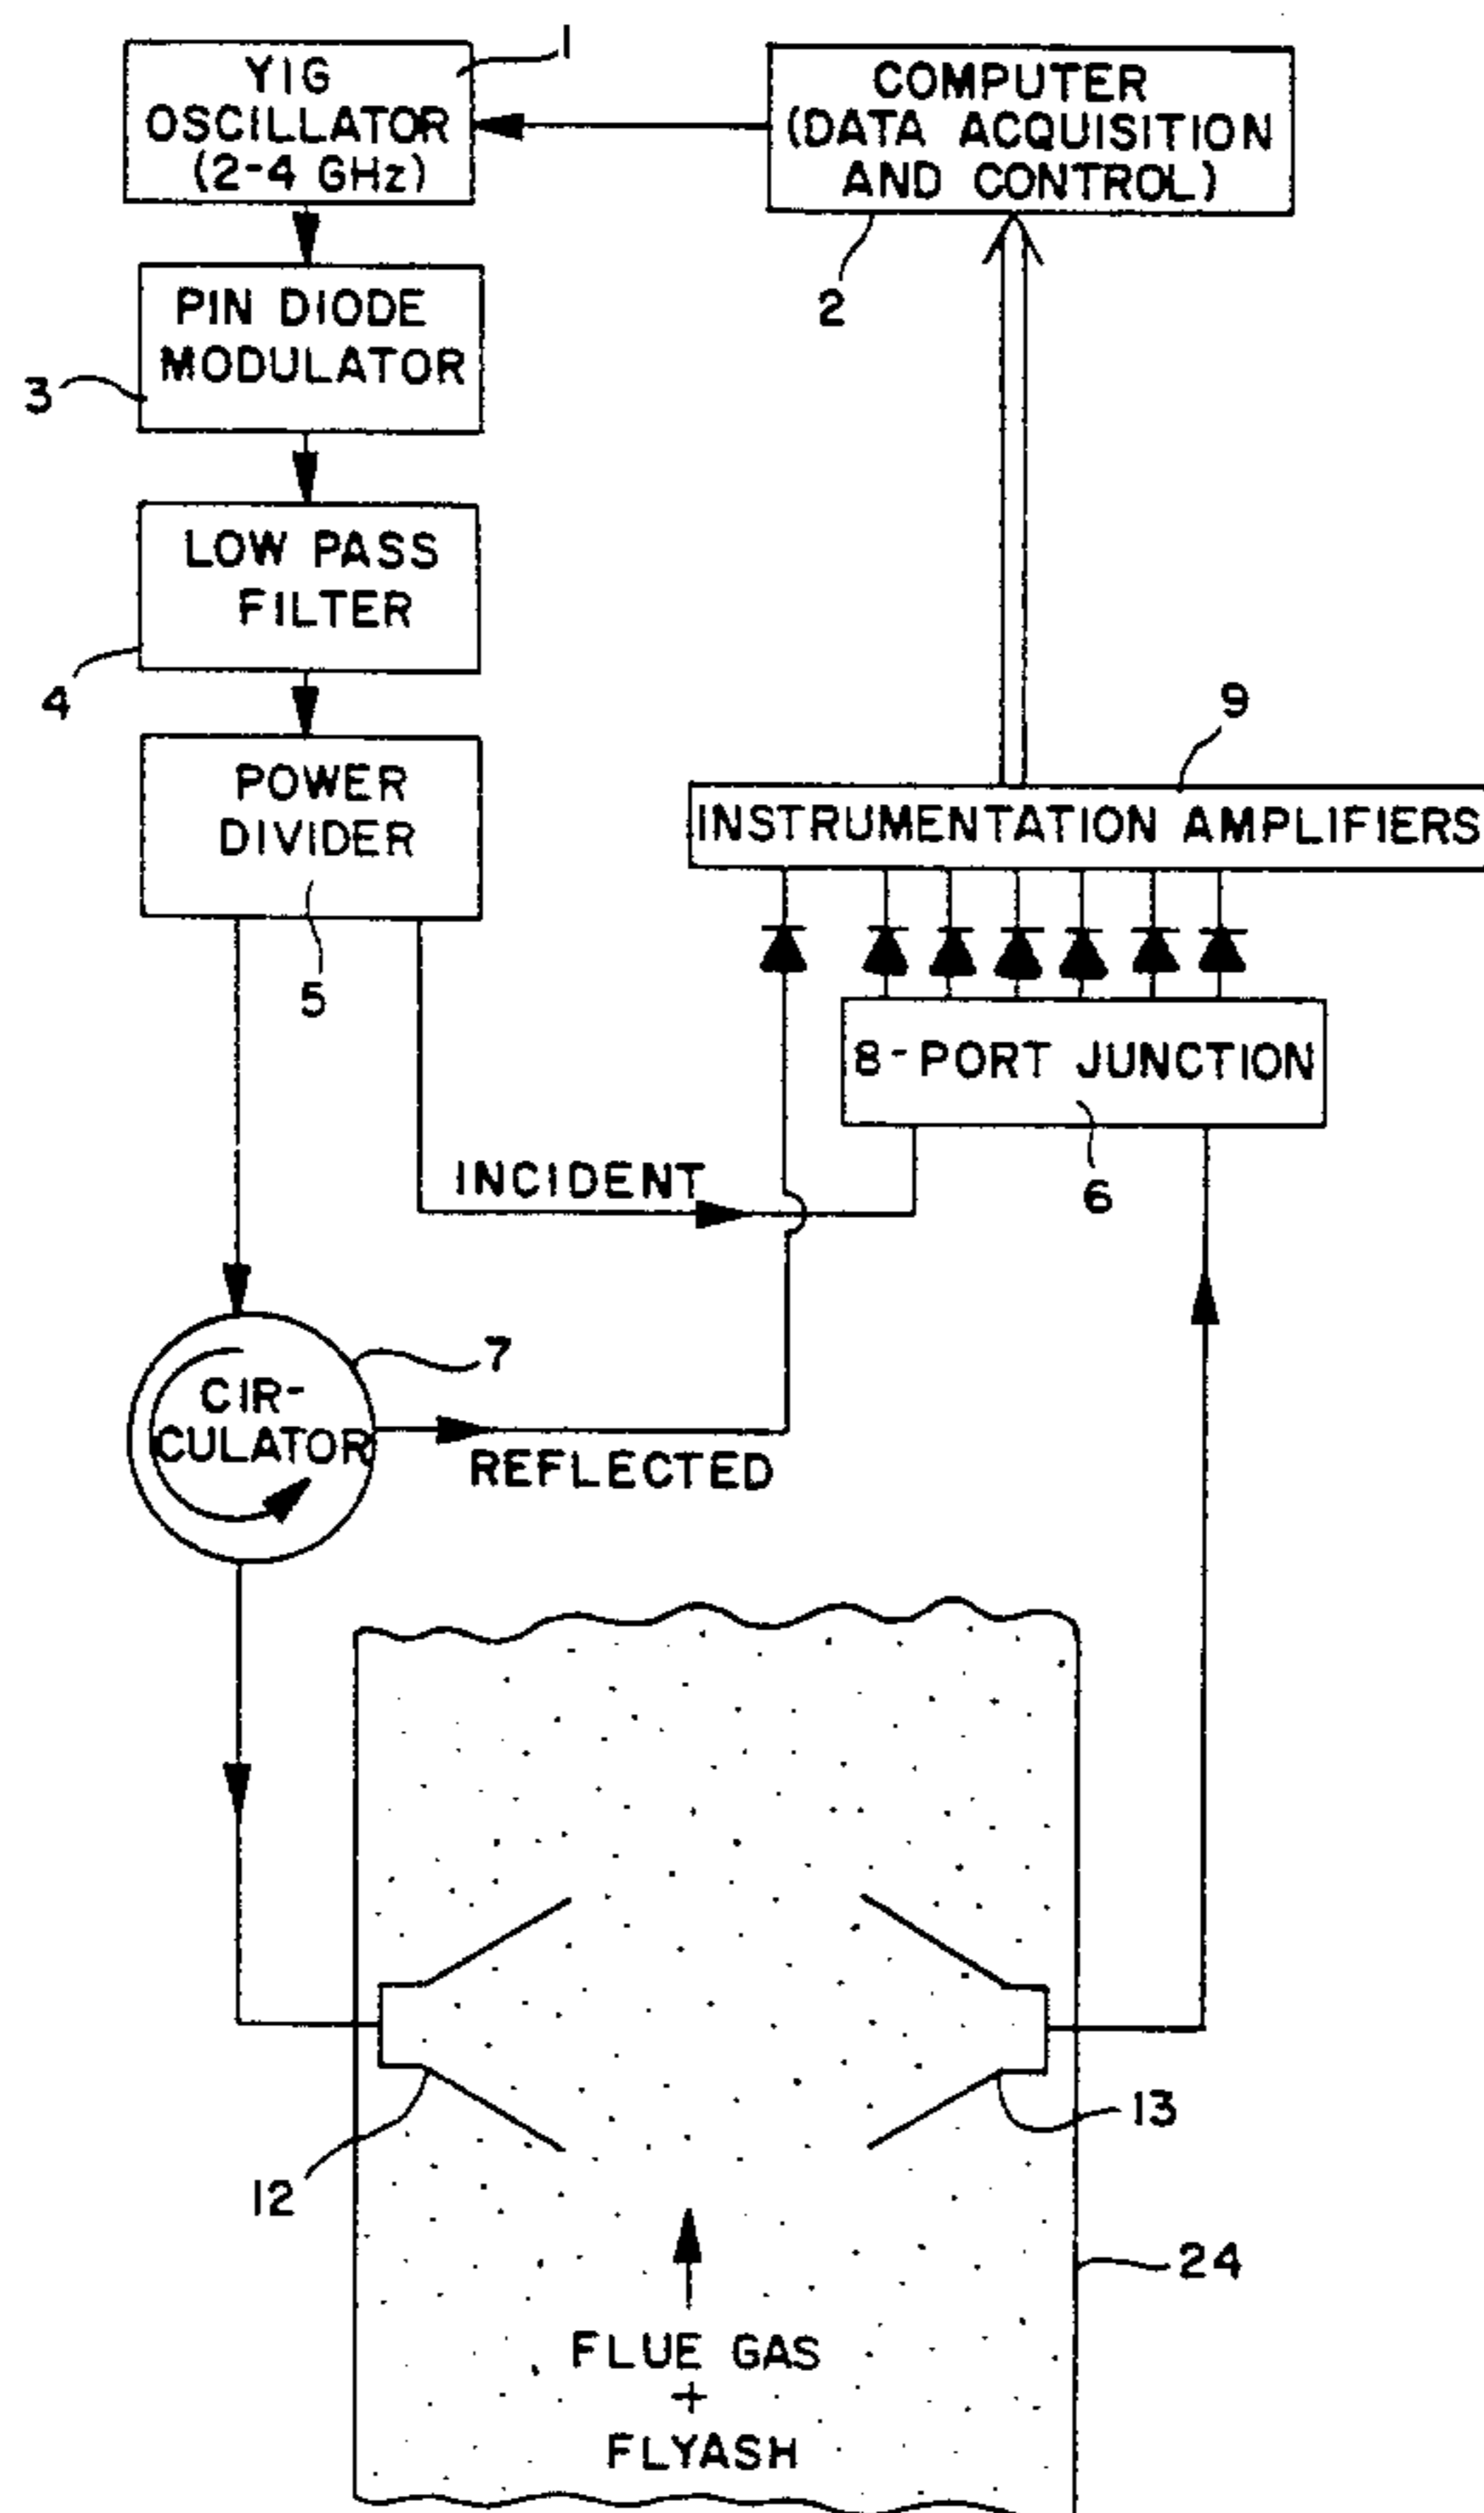 1
YIG
OSCILLATOR
(2-4 GHz)
COMPUTER
(DATA ACQUISITION
AND CONTROL)
2
PIN DIODE
MODULATOR
3
LOW PASS
FILTER
4
POWER
DIVIDER
5
9
INSTRUMENTATION AMPLIFIERS
8-PORT JUNCTION
6
INCIDENT
7
CIR-
CULATOR
REFLECTED
12
13
24
FLUE GAS
+
FLYASH